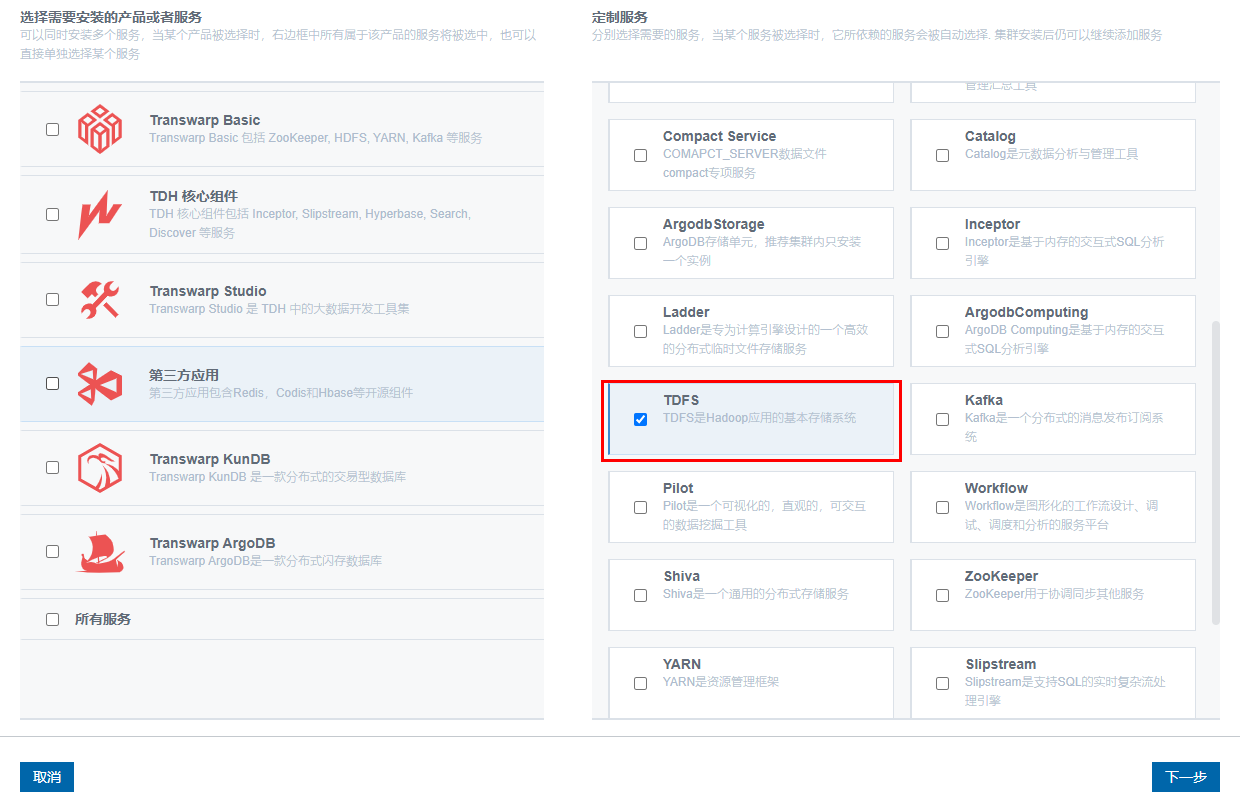 选择需要安装的产品或者服务
可以同时安装多个服务，当某个产品被选择时，右边框中所有属于该产品的服务将被选中，也可以
直接单独选择某个服务
Transwarp Basic
Transwarp Basic 包括 ZooKeeper, HDFS, YARN, Kafka 等服务
TDH 核心组件
TDH 核心组件包括 Inceptor, Slipstream, Hyperbase, Search,
Discover 等服务
Transwarp Studio
Transwarp Studio 是 TDH 中的大数据开发工具集
第三方应用
第三方应用包含Redis，Codis和Hbase等开源组件
Transwarp KunDB
Transwarp KunDB 是一款分布式的交易型数据库
Transwarp ArgoDB
Transwarp ArgoDB是一款分布式闪存数据库
所有服务
定制服务
分别选择需要的服务，当某个服务被选择时，它所依赖的服务会被自动选择. 集群安装后仍可以继续添加服务
管理汇总工具
Compact Service
COMAPCT_SERVER数据文件
compact专项服务
Catalog
Catalog是元数据分析与管理工具
ArgodbStorage
ArgoDB存储单元，推荐集群内只安装
一个实例
Inceptor
Inceptor是基于内存的交互式SQL分析
引擎
Ladder
Ladder是专为计算引擎设计的一个高效
的分布式临时文件存储服务
ArgodbComputing
ArgoDB Computing是基于内存的交互
式SQL分析引擎
TDFS
TDFS是Hadoop应用的基本存储系统
Kafka
Kafka是一个分布式的消息发布订阅系
统
Pilot
Pilot是一个可视化的，直观的，可交互
的数据挖掘工具
Workflow
Workflow是图形化的工作流设计、调
试、调度和分析的服务平台
Shiva
Shiva是一个通用的分布式存储服务
ZooKeeper
ZooKeeper用于协调同步其他服务
YARN
YARN是资源管理框架
Slipstream
Slipstream是支持SQL的实时复杂流处
理引擎
取消
下一步